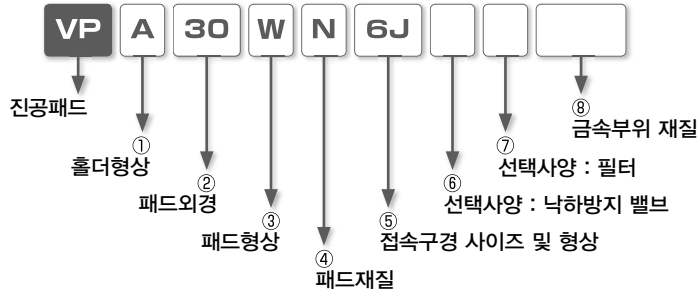 VP A 30 W N 6J
진공패드
⑧
금속부위 재질
①
홀더형상
⑦
선택사양 : 필터
②
패드외경
⑥
선택사양 : 낙하방지 밸브
③
패드형상
⑤
접속구경 사이즈 및 형상
④
패드재질